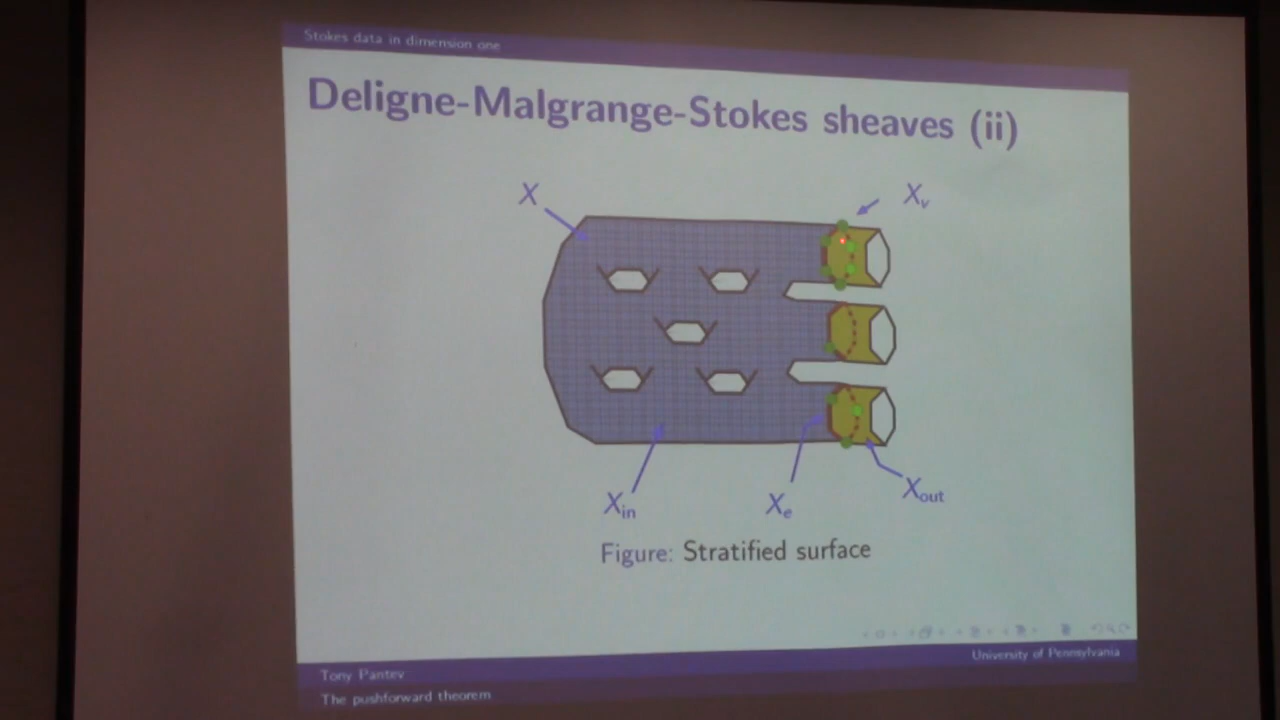 Stokes data in dimension one
Deligne-Malgrange-Stokes sheaves (ii)
X
Xᵥ
X_in
X_e
X_out
Figure: Stratified surface
University of Pennsylvania
Tony Pantev
The pushforward theorem